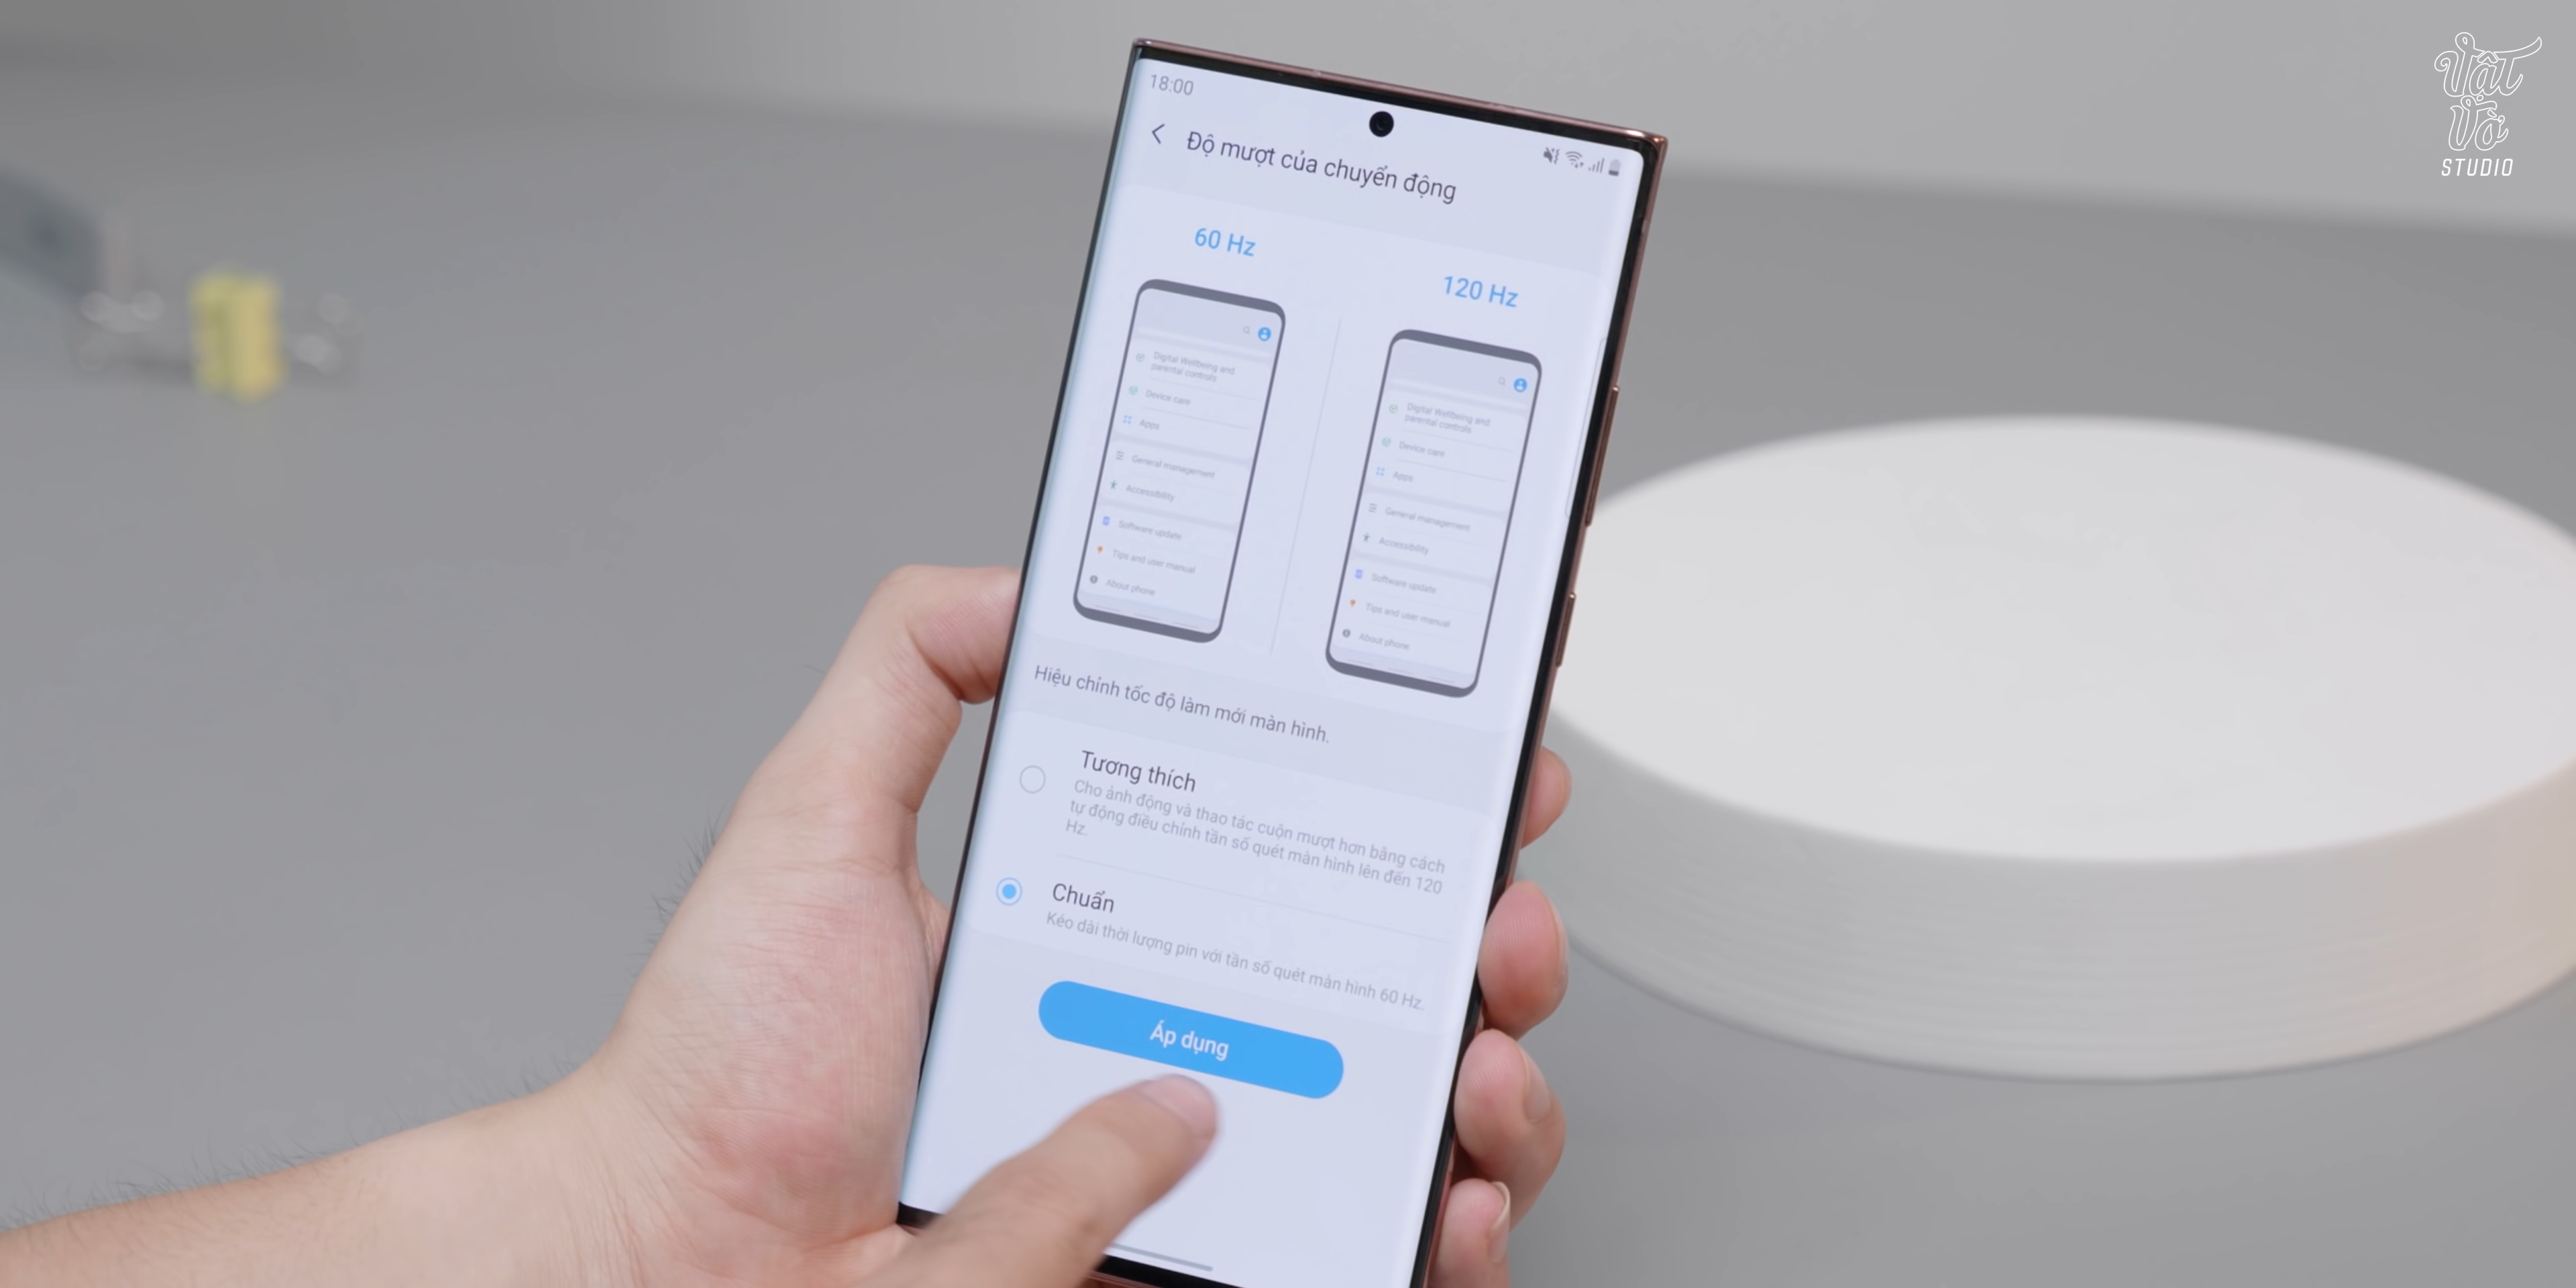 Vật
Vờ
STUDIO
18:00
Độ mượt của chuyển động
60 Hz
120 Hz
Digital Wellbeing and
parental controls
Device care
Apps
General management
Accessibility
Software update
Tips and user manual
About phone
Digital Wellbeing and
parental controls
Device care
Apps
General management
Accessibility
Software update
Tips and user manual
About phone
Hiệu chỉnh tốc độ làm mới màn hình.
Tương thích
Cho ảnh động và thao tác cuộn mượt hơn bằng cách
tự động điều chỉnh tần số quét màn hình lên đến 120
Hz.
Chuẩn
Kéo dài thời lượng pin với tần số quét màn hình 60 Hz.
Áp dụng